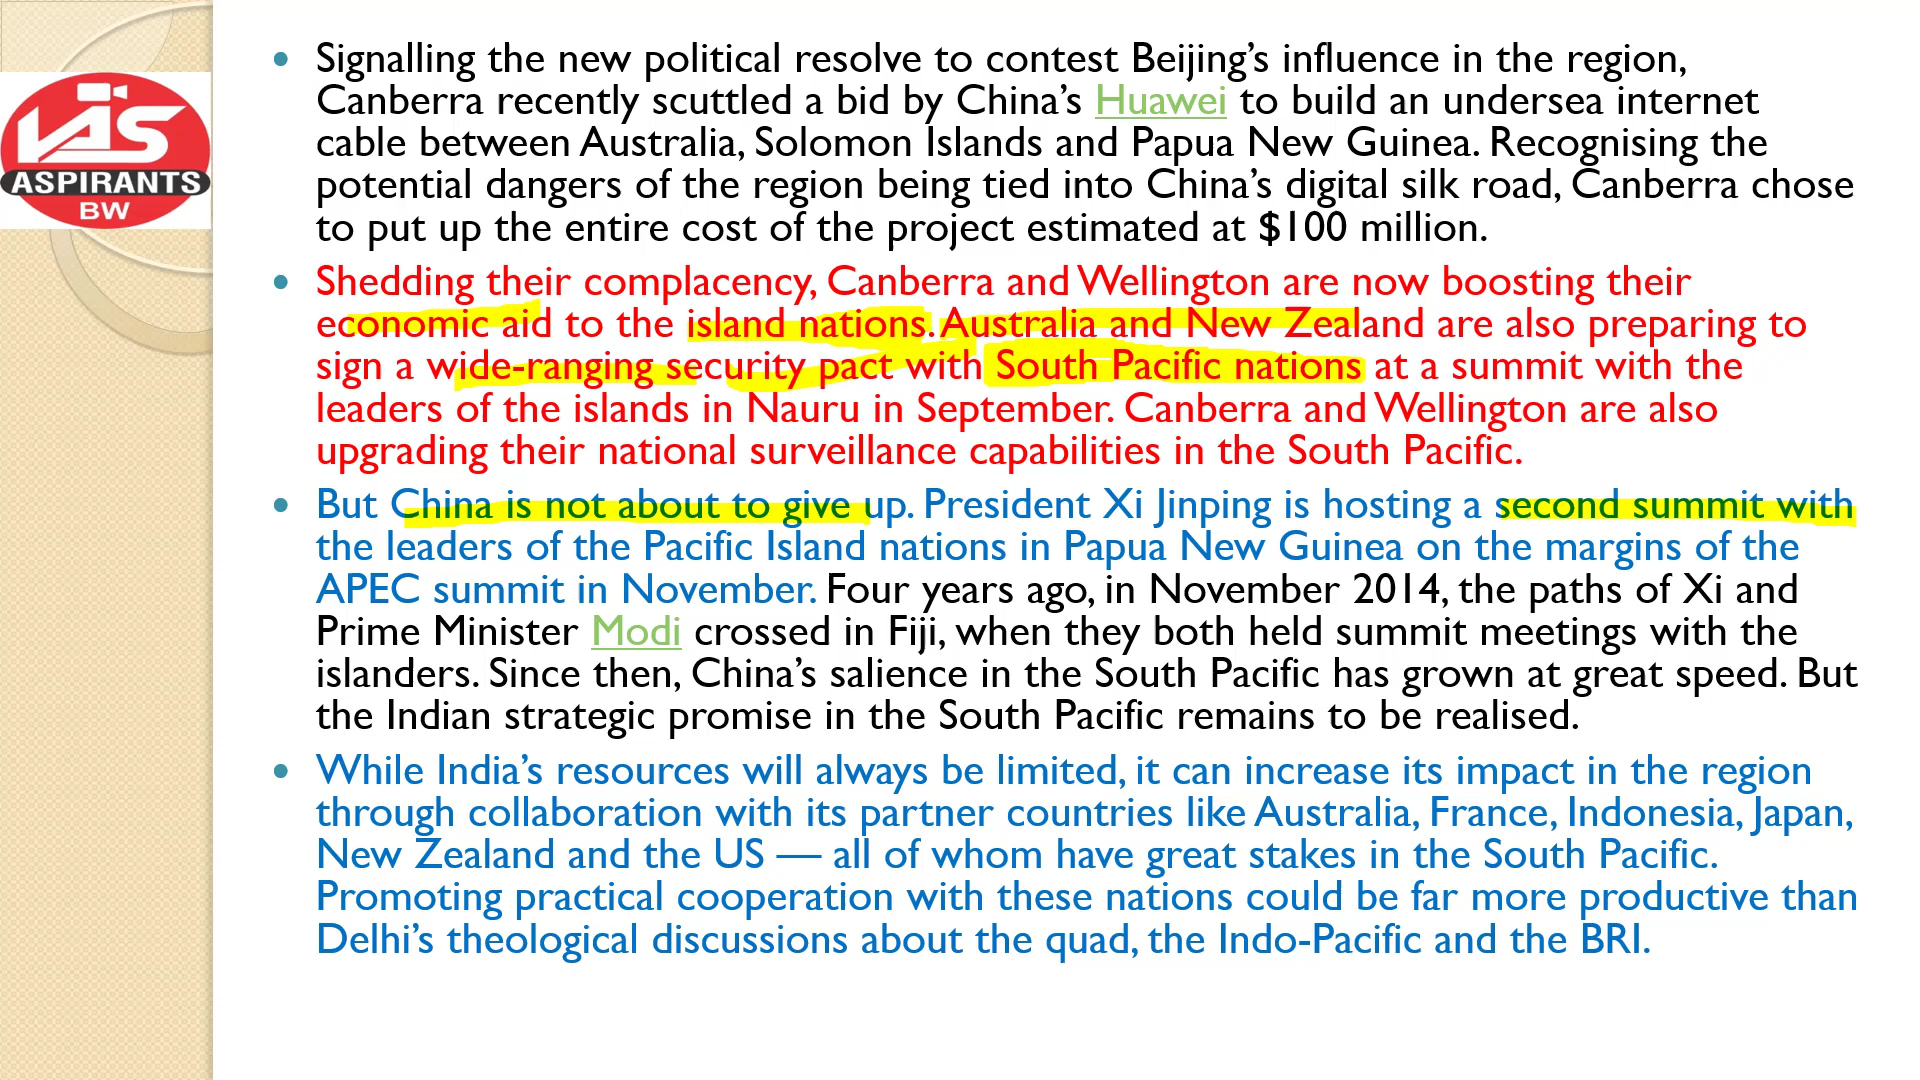 IAS
ASPIRANTS
BW
Signalling the new political resolve to contest Beijing’s influence in the region,
Canberra recently scuttled a bid by China’s Huawei to build an undersea internet
cable between Australia, Solomon Islands and Papua New Guinea. Recognising the
potential dangers of the region being tied into China’s digital silk road, Canberra chose
to put up the entire cost of the project estimated at $100 million.
Shedding their complacency, Canberra and Wellington are now boosting their
economic aid to the island nations. Australia and New Zealand are also preparing to
sign a wide-ranging security pact with South Pacific nations at a summit with the
leaders of the islands in Nauru in September. Canberra and Wellington are also
upgrading their national surveillance capabilities in the South Pacific.
But China is not about to give up. President Xi Jinping is hosting a second summit with
the leaders of the Pacific Island nations in Papua New Guinea on the margins of the
APEC summit in November. Four years ago, in November 2014, the paths of Xi and
Prime Minister Modi crossed in Fiji, when they both held summit meetings with the
islanders. Since then, China’s salience in the South Pacific has grown at great speed. But
the Indian strategic promise in the South Pacific remains to be realised.
While India’s resources will always be limited, it can increase its impact in the region
through collaboration with its partner countries like Australia, France, Indonesia, Japan,
New Zealand and the US — all of whom have great stakes in the South Pacific.
Promoting practical cooperation with these nations could be far more productive than
Delhi’s theological discussions about the quad, the Indo-Pacific and the BRI.